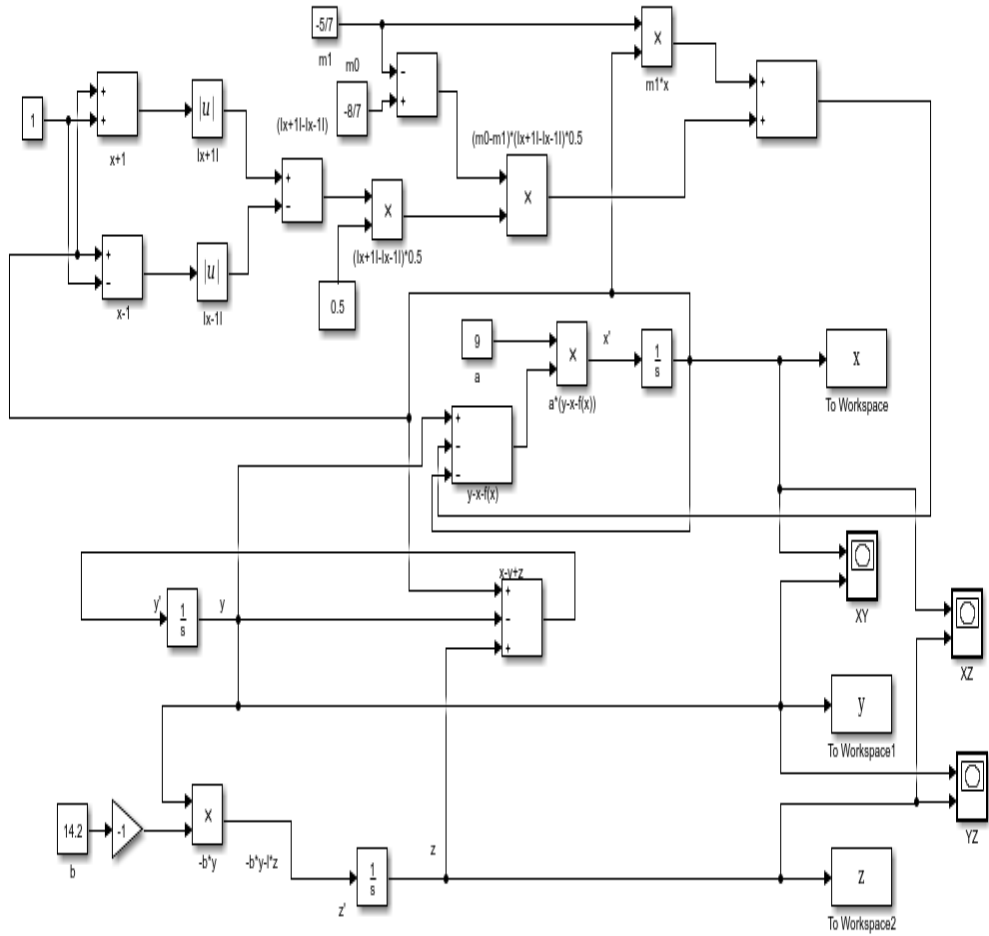 -5/7
m1
m0
-8/7
-
+
×
m1*x
+
+
1
+
+
x+1
|u|
|x+1|
(|x+1|-|x-1|)
+
-
×
(|x+1|-|x-1|)*0.5
(m0-m1)*(|x+1|-|x-1|)*0.5
×
+
-
x-1
|u|
|x-1|
0.5
9
a
×
a*(y-x-f(x))
x'
1
s
x
To Workspace
+
-
-
y-x-f(x)
XY
XZ
y'
1
s
y
x-y+z
+
-
+
y
To Workspace1
YZ
14.2
b
-1
×
-b*y
-b*y-l*z
z'
1
s
z
z
To Workspace2